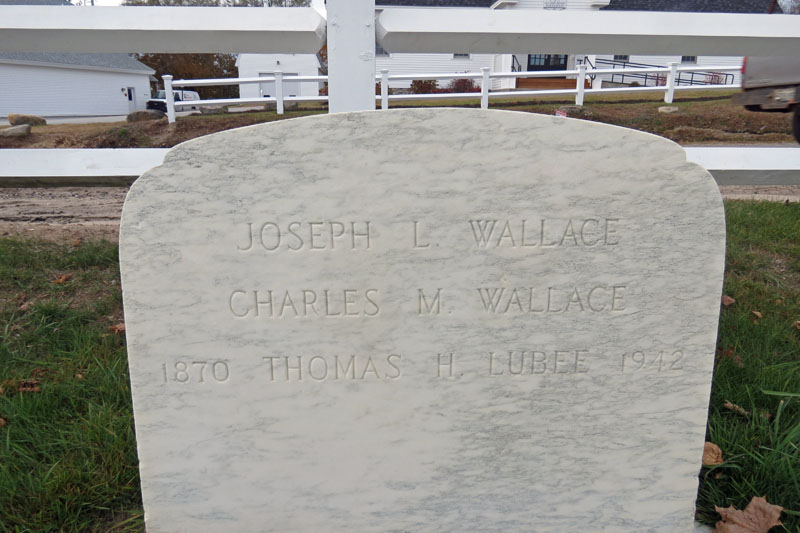 JOSEPH L. WALLACE
CHARLES M. WALLACE
1870 THOMAS H. LUBEE 1942